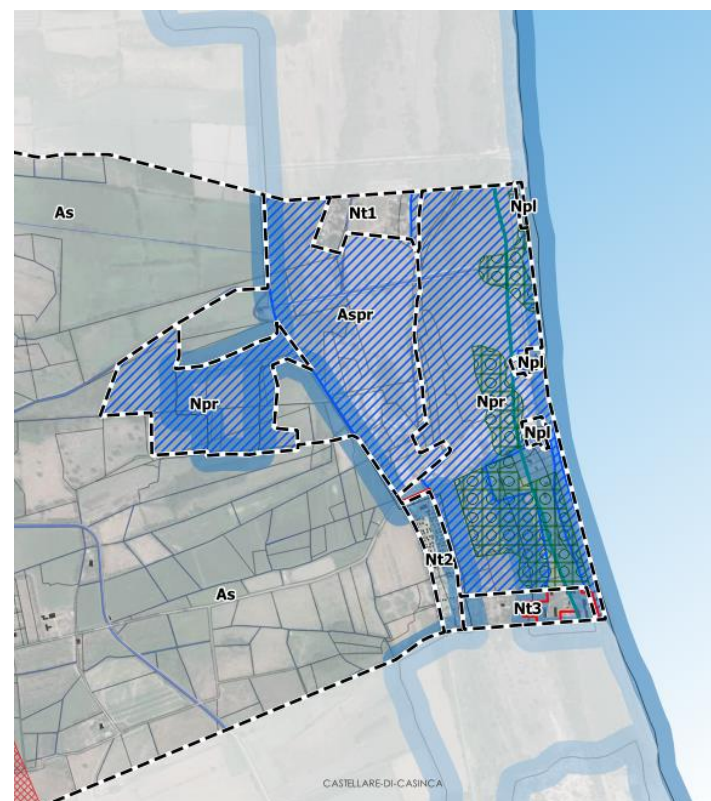 Npl
Nt1
As
Aspr
Npl
Npr
Npr
Npl
Nt2
As
Nt3
CASTELLARE-DI-CASINCA